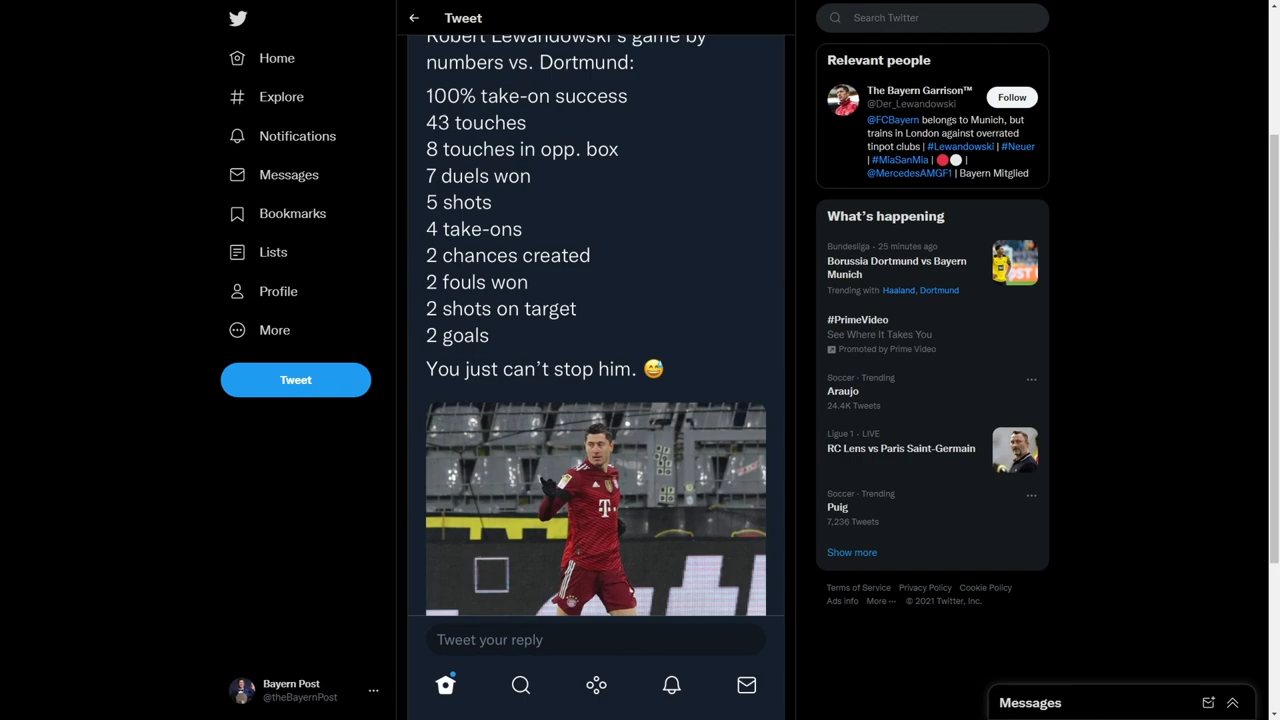 Tweet
Home
Explore
Notifications
Messages
Bookmarks
Lists
Profile
More
Tweet
Bayern Post
@theBayernPost
Robert Lewandowski's game by
numbers vs. Dortmund:
100% take-on success
43 touches
8 touches in opp. box
7 duels won
5 shots
4 take-ons
2 chances created
2 fouls won
2 shots on target
2 goals
You just can’t stop him. 😅
Tweet your reply
Search Twitter
Relevant people
The Bayern Garrison™
@Der_Lewandowski
Follow
@FCBayern belongs to Munich, but
trains in London against overrated
tinpot clubs | #Lewandowski | #Neuer
| #MiaSanMia | 🔴⚪ |
@MercedesAMGF1 | Bayern Mitglied
What’s happening
Bundesliga · 25 minutes ago
Borussia Dortmund vs Bayern
Munich
Trending with Haaland, Dortmund
#PrimeVideo
See Where It Takes You
Promoted by Prime Video
Soccer · Trending
Araujo
24.4K Tweets
Ligue 1 · LIVE
RC Lens vs Paris Saint-Germain
Soccer · Trending
Puig
7,236 Tweets
Show more
Terms of Service Privacy Policy Cookie Policy
Ads info More ··· © 2021 Twitter, Inc.
Messages